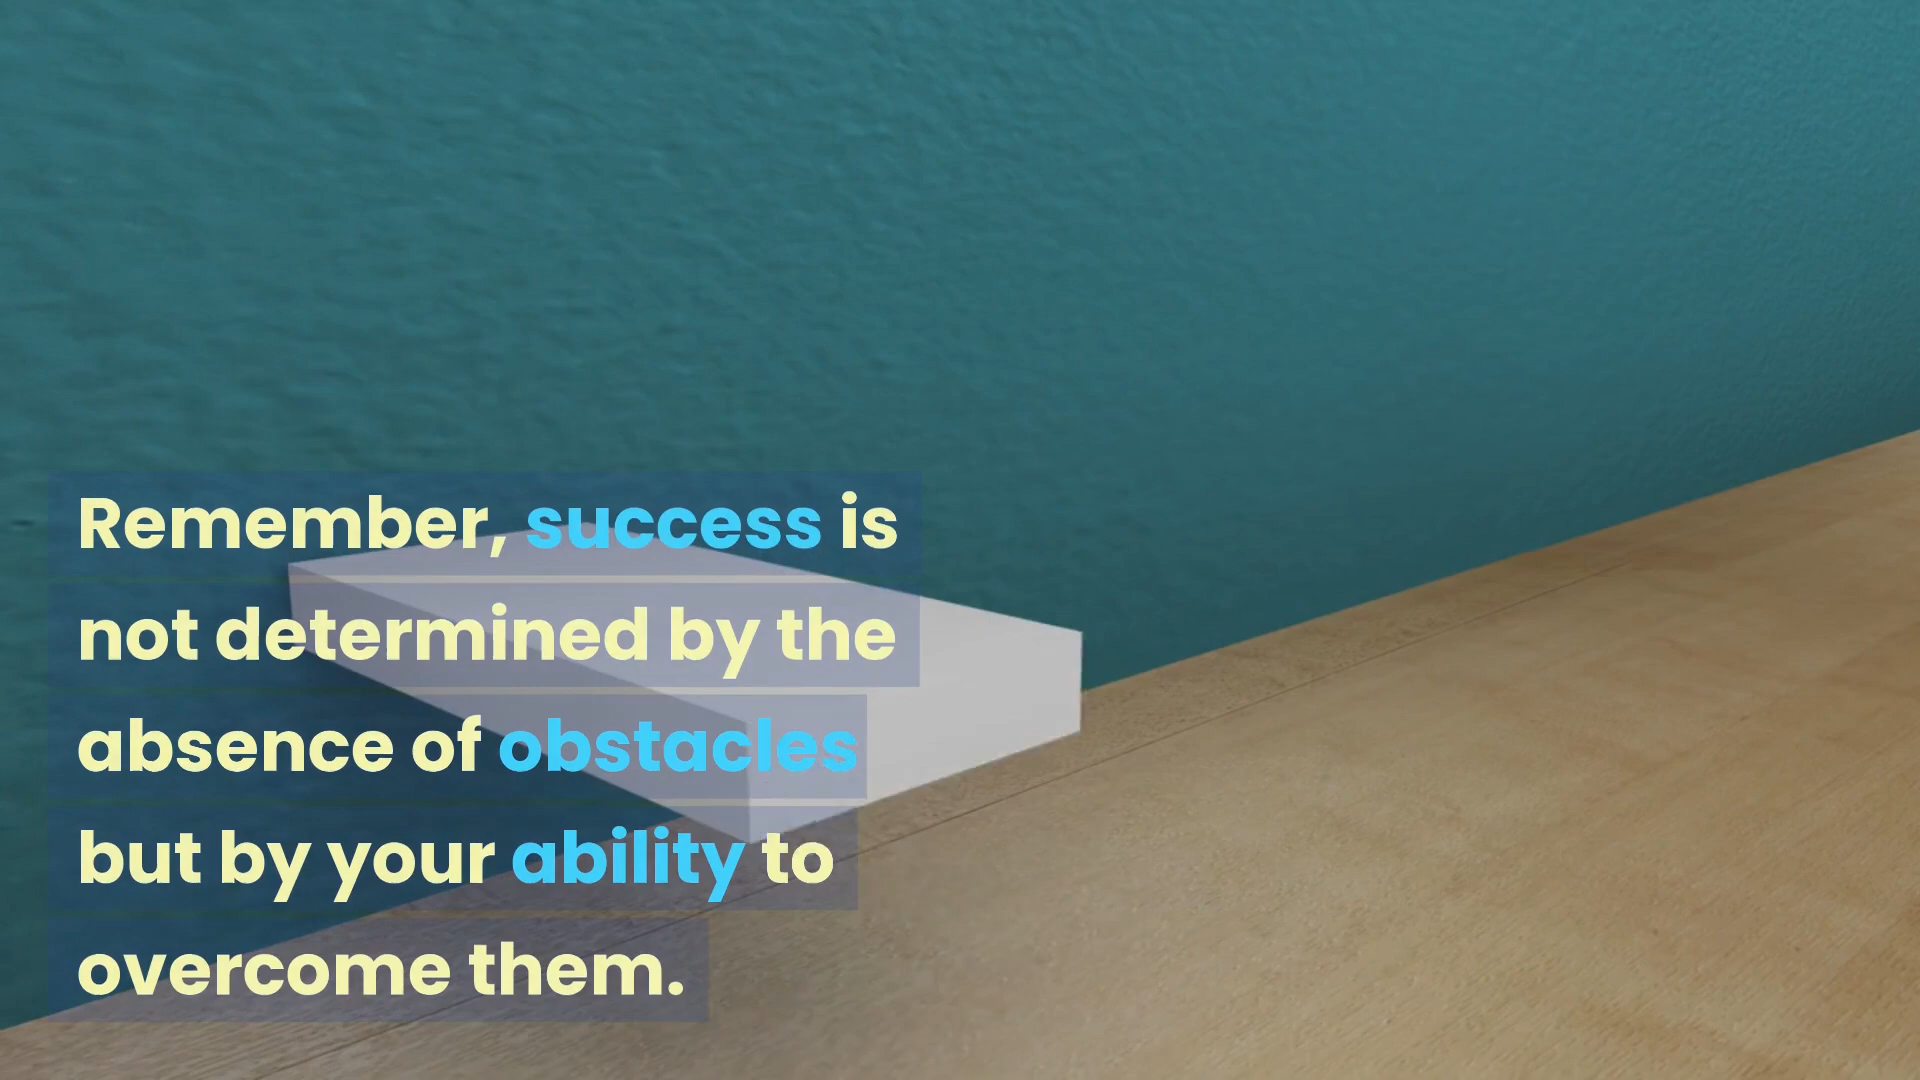 Remember, success is
not determined by the
absence of obstacles
but by your ability to
overcome them.